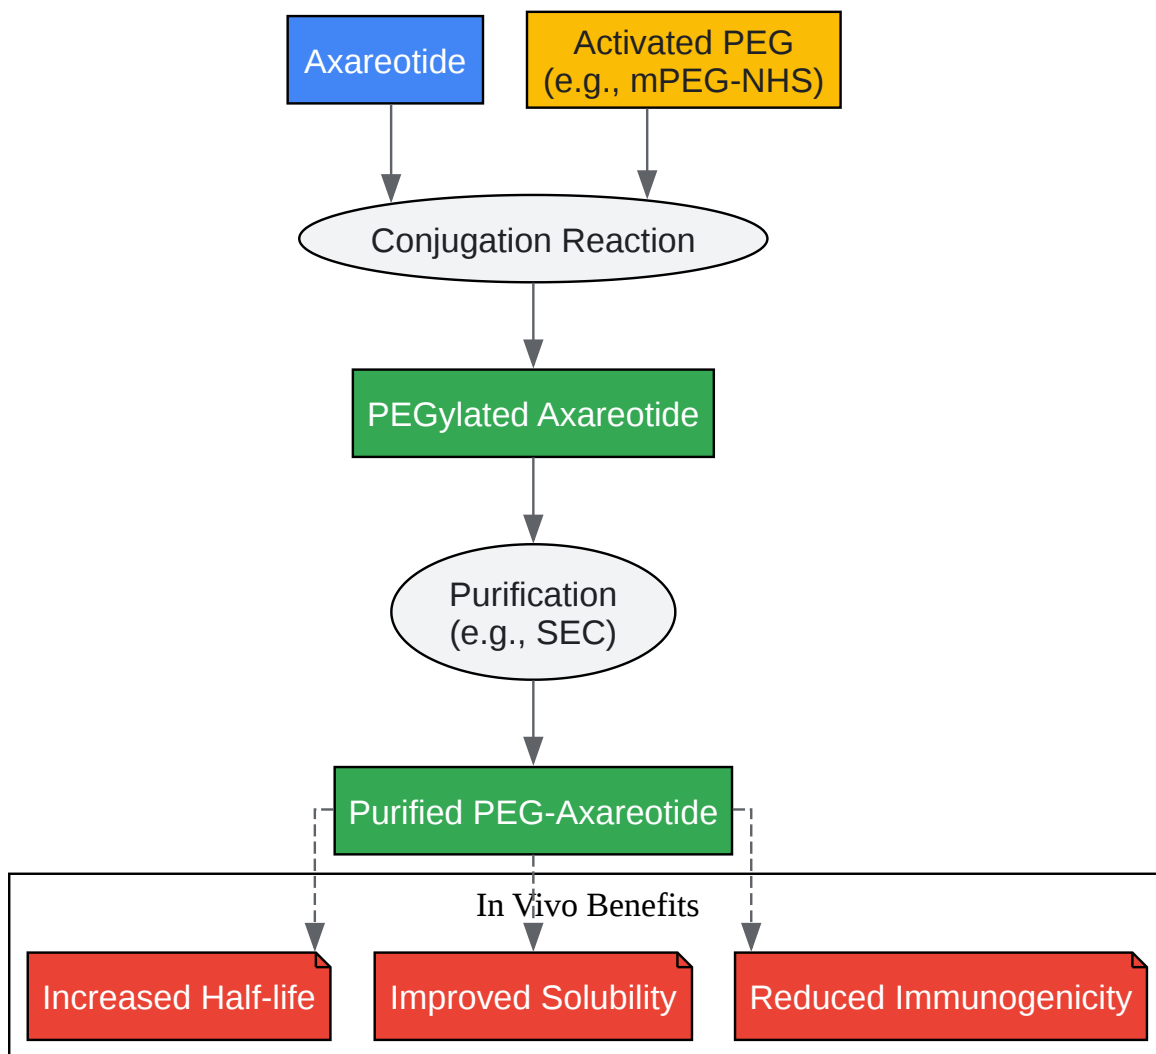 Axareotide
Activated PEG
(e.g., mPEG-NHS)
Conjugation Reaction
PEGylated Axareotide
Purification
(e.g., SEC)
Purified PEG-Axareotide
In Vivo Benefits
Increased Half-life
Improved Solubility
Reduced Immunogenicity